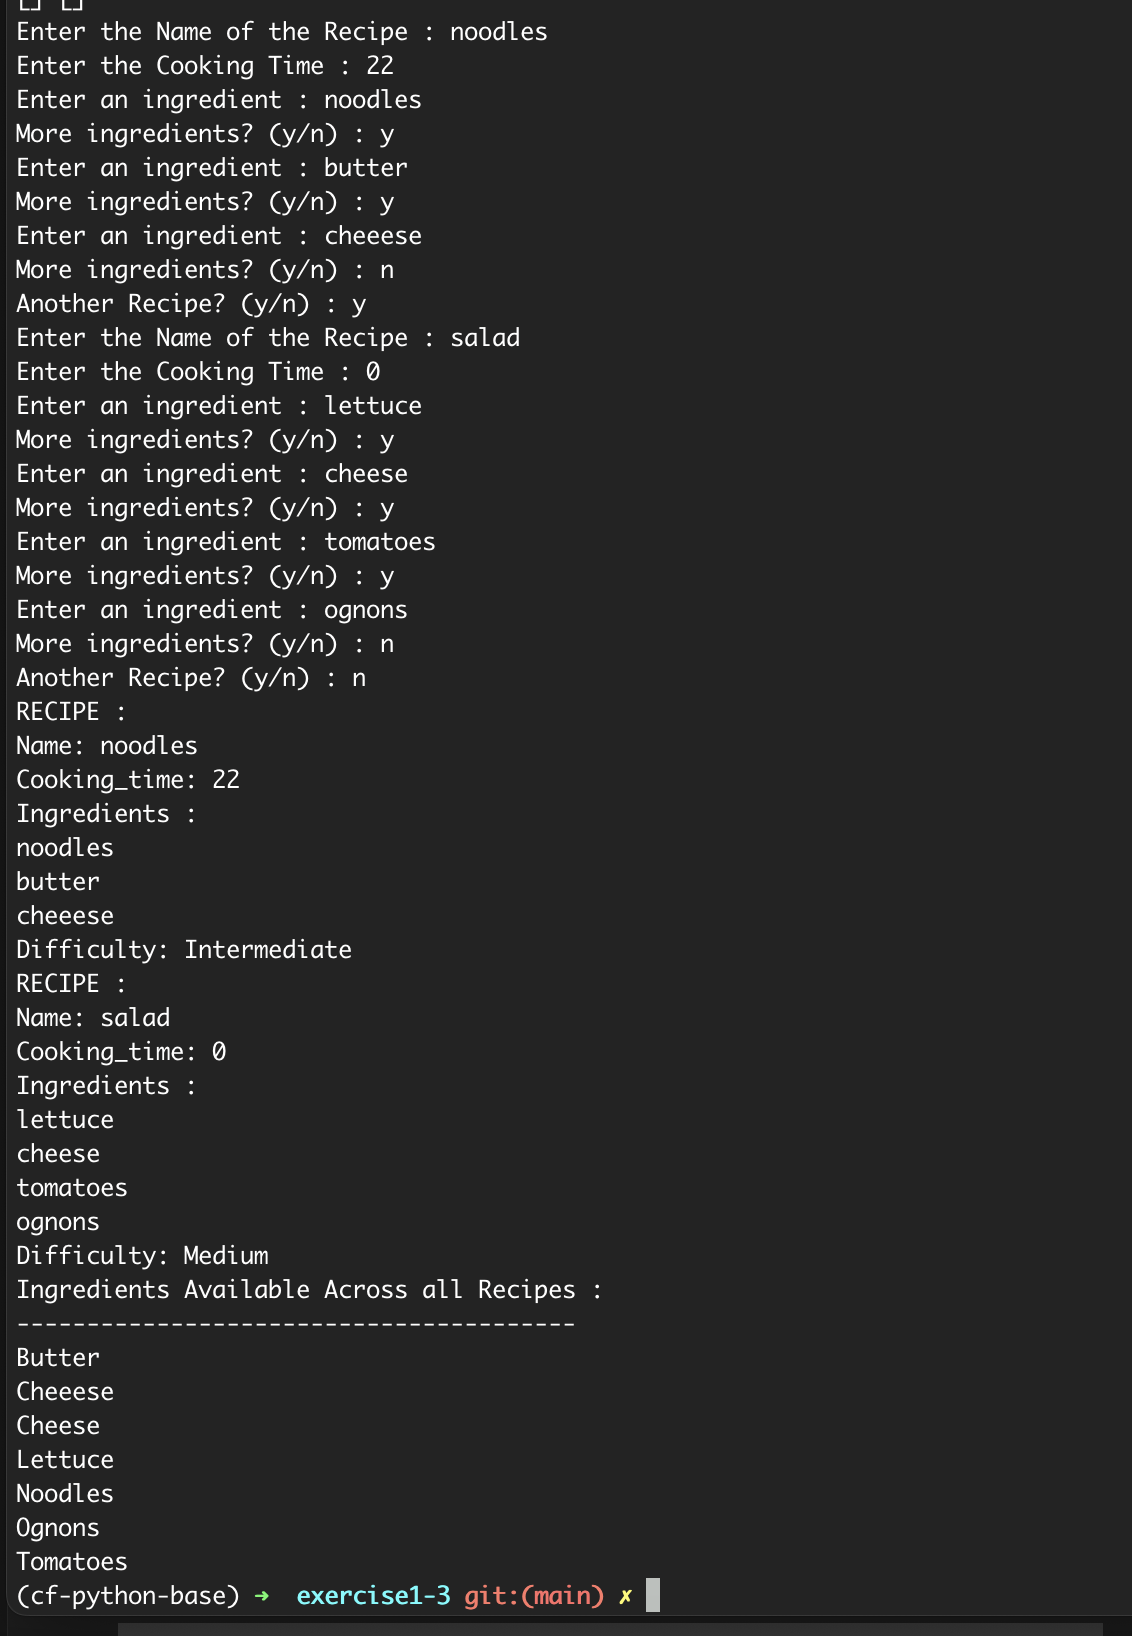 [] []
Enter the Name of the Recipe : noodles
Enter the Cooking Time : 22
Enter an ingredient : noodles
More ingredients? (y/n) : y
Enter an ingredient : butter
More ingredients? (y/n) : y
Enter an ingredient : cheeese
More ingredients? (y/n) : n
Another Recipe? (y/n) : y
Enter the Name of the Recipe : salad
Enter the Cooking Time : 0
Enter an ingredient : lettuce
More ingredients? (y/n) : y
Enter an ingredient : cheese
More ingredients? (y/n) : y
Enter an ingredient : tomatoes
More ingredients? (y/n) : y
Enter an ingredient : ognons
More ingredients? (y/n) : n
Another Recipe? (y/n) : n
RECIPE :
Name: noodles
Cooking_time: 22
Ingredients :
noodles
butter
cheeese
Difficulty: Intermediate
RECIPE :
Name: salad
Cooking_time: 0
Ingredients :
lettuce
cheese
tomatoes
ognons
Difficulty: Medium
Ingredients Available Across all Recipes :
----------------------------------------
Butter
Cheeese
Cheese
Lettuce
Noodles
Ognons
Tomatoes
(cf-python-base) ➜  exercise1-3 git:(main) ✗